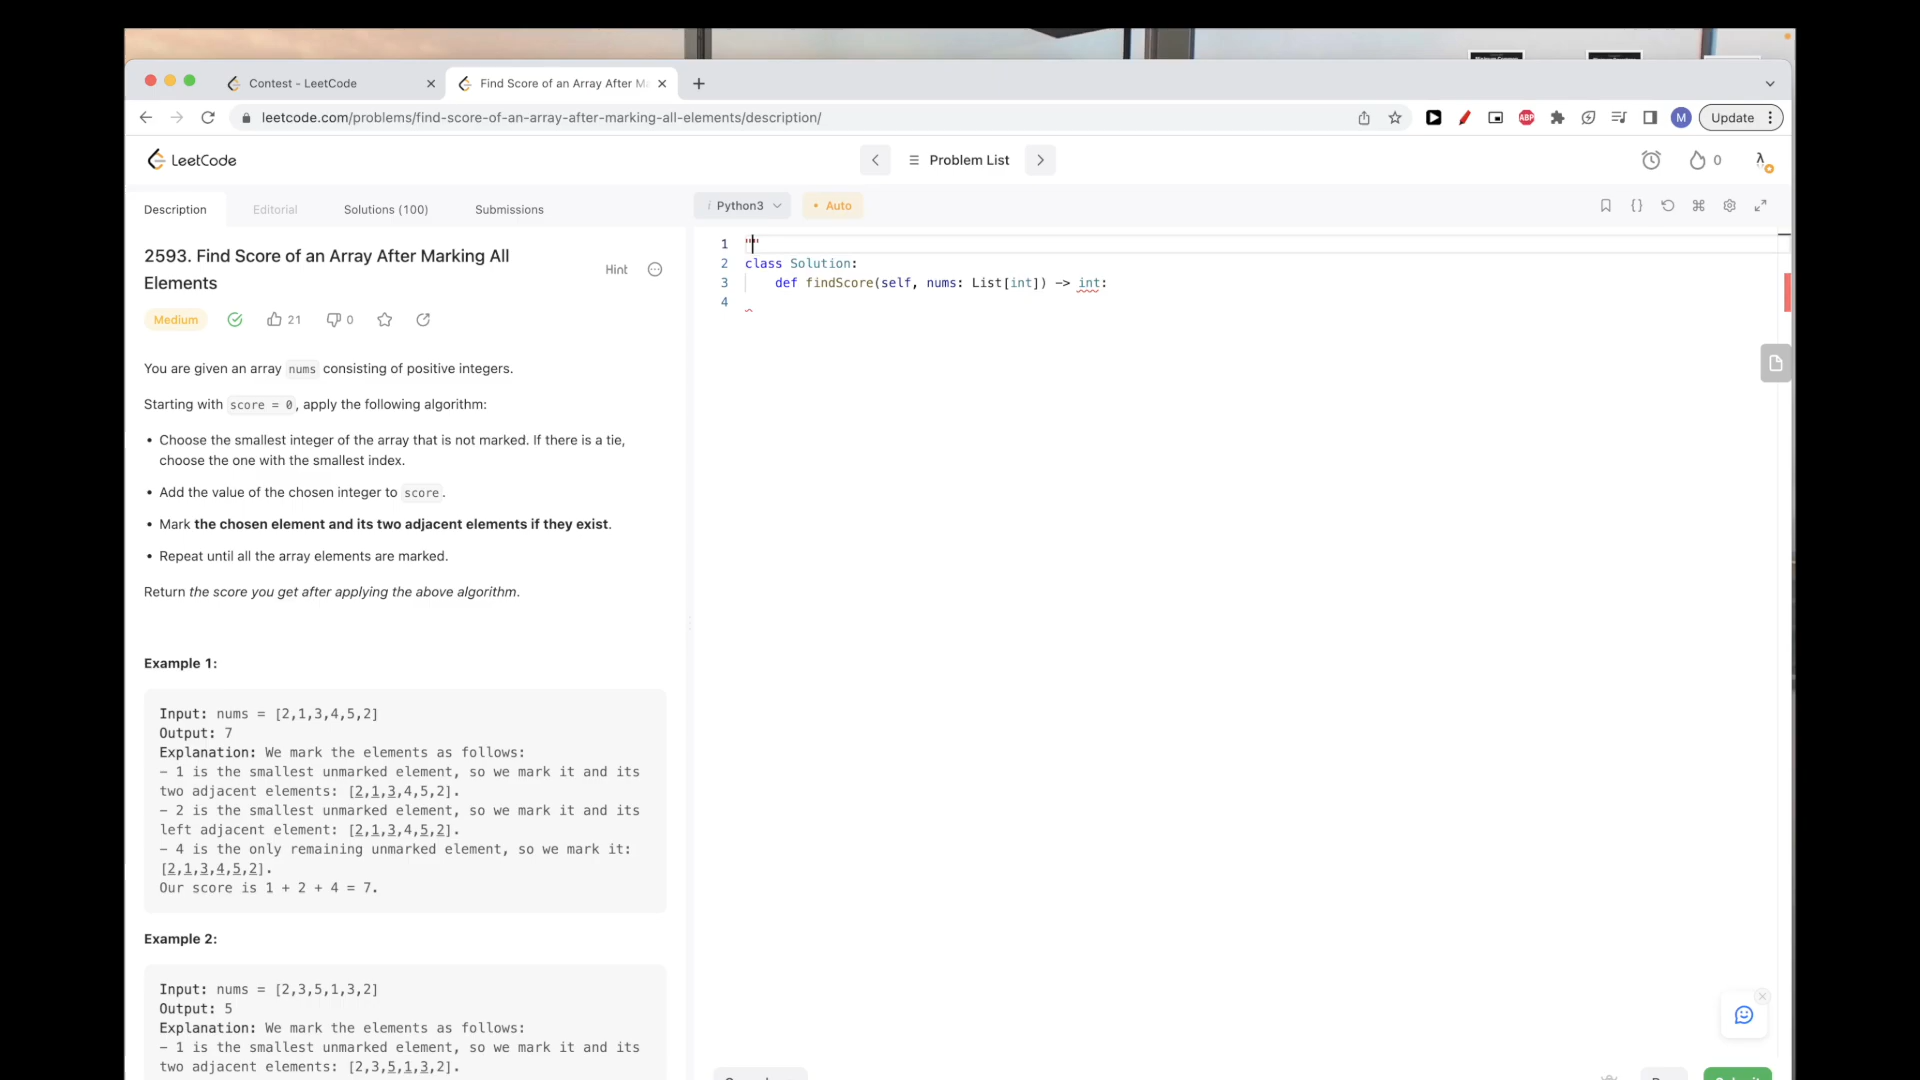 Contest - LeetCode
Find Score of an Array After M
leetcode.com/problems/find-score-of-an-array-after-marking-all-elements/description/
ABP
M
Update
LeetCode
Problem List
0
Description
Editorial
Solutions (100)
Submissions
i Python3
• Auto
2593. Find Score of an Array After Marking All
Elements
Hint
Medium
21
0
You are given an array nums consisting of positive integers.
Starting with score = 0, apply the following algorithm:
• Choose the smallest integer of the array that is not marked. If there is a tie,
choose the one with the smallest index.
• Add the value of the chosen integer to score.
• Mark the chosen element and its two adjacent elements if they exist.
• Repeat until all the array elements are marked.
Return the score you get after applying the above algorithm.
Example 1:
Input: nums = [2,1,3,4,5,2]
Output: 7
Explanation: We mark the elements as follows:
- 1 is the smallest unmarked element, so we mark it and its
two adjacent elements: [2,1,3,4,5,2].
- 2 is the smallest unmarked element, so we mark it and its
left adjacent element: [2,1,3,4,5,2].
- 4 is the only remaining unmarked element, so we mark it:
[2,1,3,4,5,2].
Our score is 1 + 2 + 4 = 7.
Example 2:
Input: nums = [2,3,5,1,3,2]
Output: 5
Explanation: We mark the elements as follows:
- 1 is the smallest unmarked element, so we mark it and its
two adjacent elements: [2,3,5,1,3,2].
1 ""
2 class Solution:
3 def findScore(self, nums: List[int]) -> int:
4